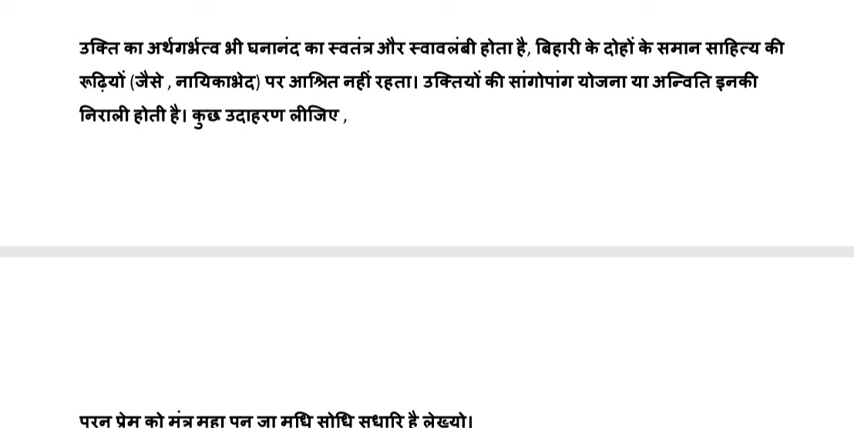 उक्ति का अर्थगर्भत्व भी घनानंद का स्वतंत्र और स्वावलंबी होता है, बिहारी के दोहों के समान साहित्य की
रूढ़ियों (जैसे , नायिकाभेद) पर आश्रित नहीं रहता। उक्तियों की सांगोपांग योजना या अन्विति इनकी
निराली होती है। कुछ उदाहरण लीजिए ,
परन प्रेम को मंत्र महा पन जा मधि सोधि सधारि है लेख्यो।